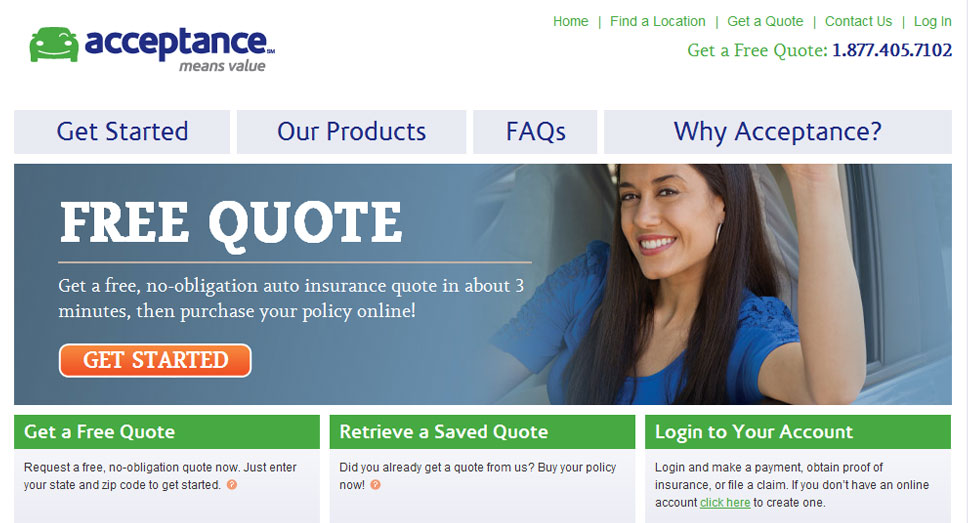 acceptance SM
means value
Home | Find a Location | Get a Quote | Contact Us | Log In
Get a Free Quote: 1.877.405.7102
Get Started
Our Products
FAQs
Why Acceptance?
FREE QUOTE
Get a free, no-obligation auto insurance quote in about 3
minutes, then purchase your policy online!
GET STARTED
Get a Free Quote
Request a free, no-obligation quote now. Just enter
your state and zip code to get started. ?
Retrieve a Saved Quote
Did you already get a quote from us? Buy your policy
now! ?
Login to Your Account
Login and make a payment, obtain proof of
insurance, or file a claim. If you don't have an online
account click here to create one.